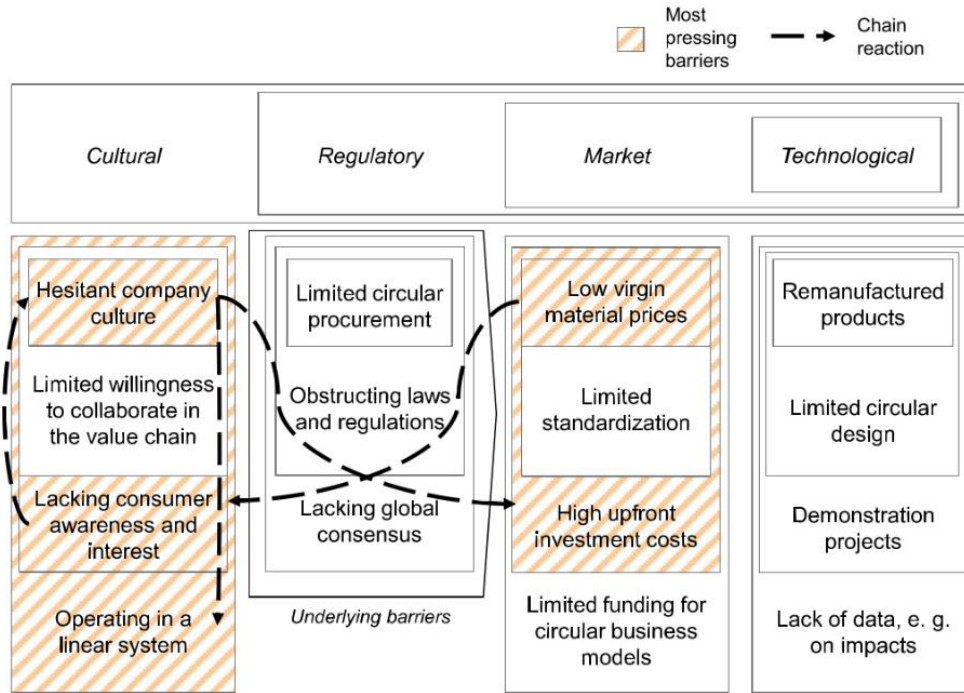 Most
pressing
barriers
Chain
reaction
Cultural
Regulatory
Market
Technological
Hesitant company
culture
Limited willingness
to collaborate in
the value chain
Lacking consumer
awareness and
interest
Operating in a
linear system
Limited circular
procurement
Obstructing laws
and regulations
Lacking global
consensus
Underlying barriers
Low virgin
material prices
Limited
standardization
High upfront
investment costs
Limited funding for
circular business
models
Remanufactured
products
Limited circular
design
Demonstration
projects
Lack of data, e. g.
on impacts